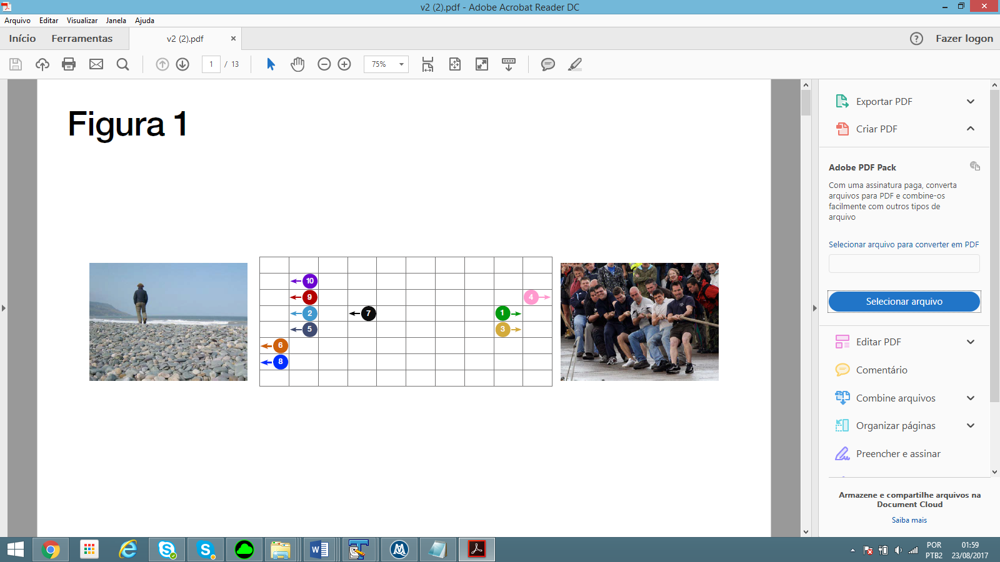 v2 (2).pdf - Adobe Acrobat Reader DC
Arquivo Editar Visualizar Janela Ajuda
Início Ferramentas v2 (2).pdf Fazer logon
1 / 13 75%
Figura 1
10
9
4
2
7
1
5
3
6
8
Exportar PDF
Criar PDF
Adobe PDF Pack
Com uma assinatura paga, converta
arquivos para PDF e combine-os
facilmente com outros tipos de
arquivo
Selecionar arquivo para converter em PDF
Selecionar arquivo
Editar PDF
Comentário
Combine arquivos
Organizar páginas
Preencher e assinar
Armazene e compartilhe arquivos na
Document Cloud
Saiba mais
POR
PTB2
01:59
23/08/2017